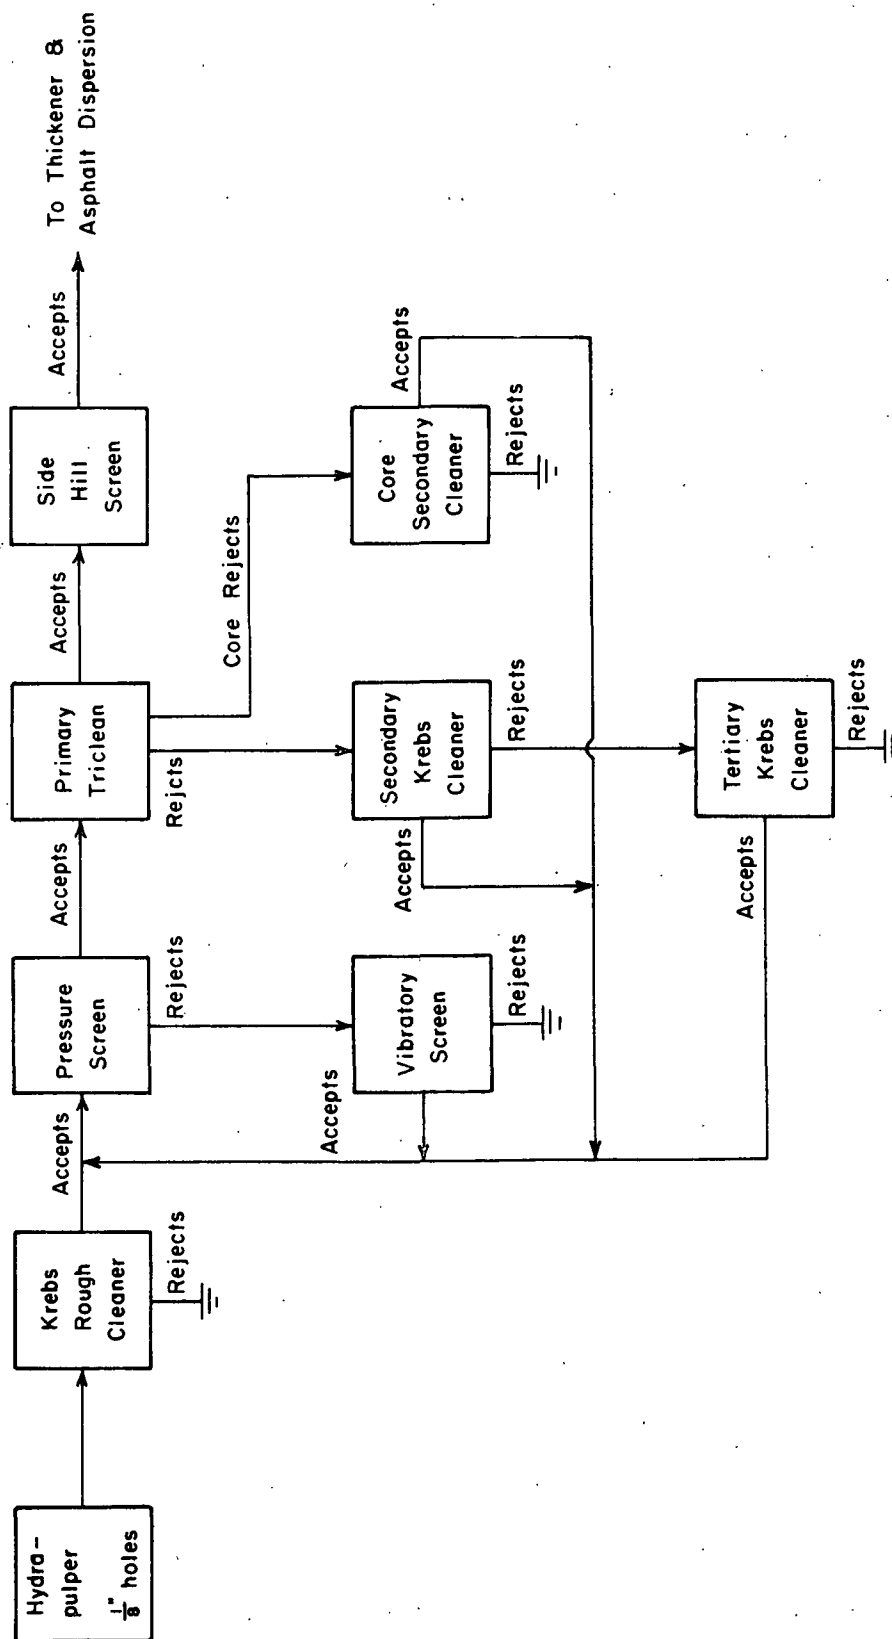 Hydra-
pulper
1/8" holes
Krebs
Rough
Cleaner
Rejects
Accepts
Pressure
Screen
Rejects
Accepts
Primary
Triclean
Rejcts
Core Rejects
Accepts
Side
Hill
Screen
Accepts
To Thickener &
Asphalt Dispersion
Accepts
Vibratory
Screen
Rejects
Accepts
Secondary
Krebs
Cleaner
Rejects
Core
Secondary
Cleaner
Accepts
Rejects
Accepts
Tertiary
Krebs
Cleaner
Rejects